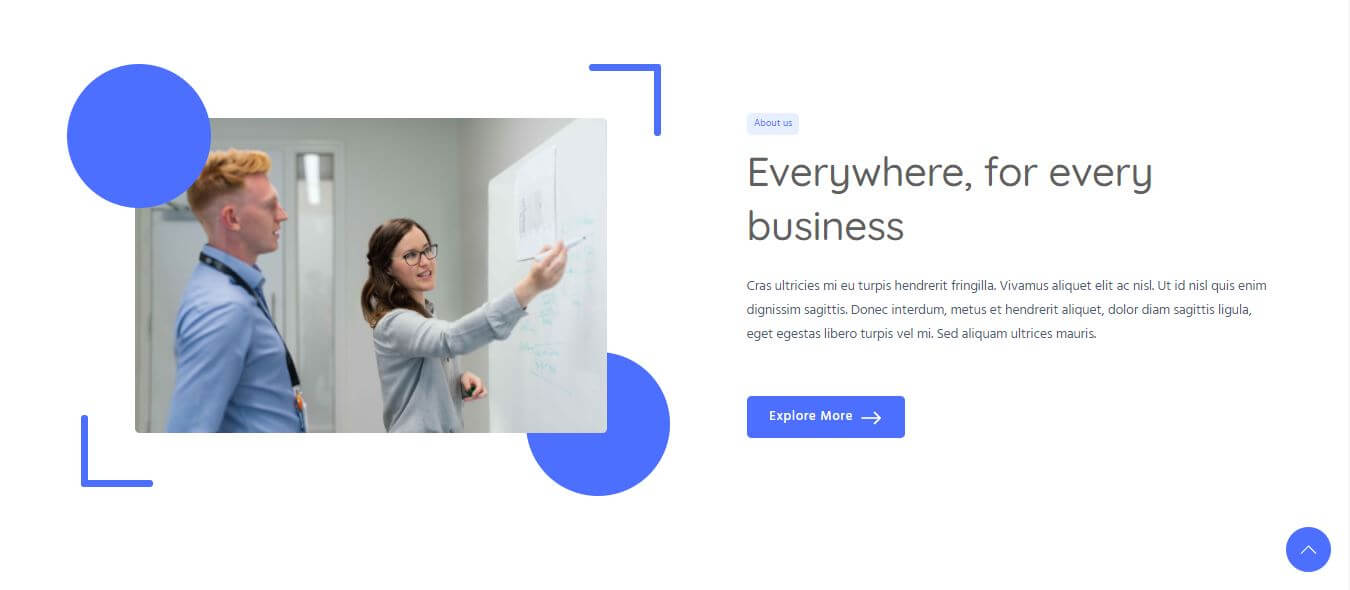 About us
Everywhere, for every
business
Cras ultricies mi eu turpis hendrerit fringilla. Vivamus aliquet elit ac nisl. Ut id nisl quis enim
dignissim sagittis. Donec interdum, metus et hendrerit aliquet, dolor diam sagittis ligula,
eget egestas libero turpis vel mi. Sed aliquam ultrices mauris.
Explore More